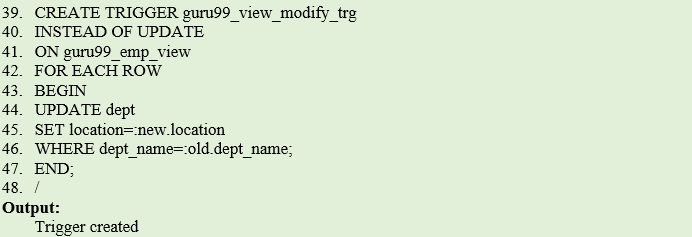 39. CREATE TRIGGER guru99_view_modify_trg
40. INSTEAD OF UPDATE
41. ON guru99_emp_view
42. FOR EACH ROW
43. BEGIN
44. UPDATE dept
45. SET location=:new.location
46. WHERE dept_name=:old.dept_name;
47. END;
48. /
Output:
Trigger created